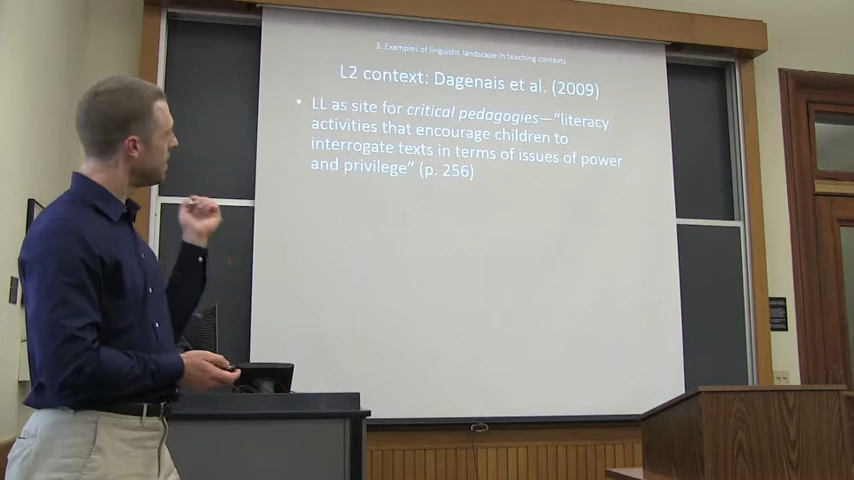 3. Examples of linguistic landscape in teaching contexts
L2 context: Dagenais et al. (2009)
▪ LL as site for critical pedagogies—“literacy
activities that encourage children to
interrogate texts in terms of issues of power
and privilege” (p. 256)